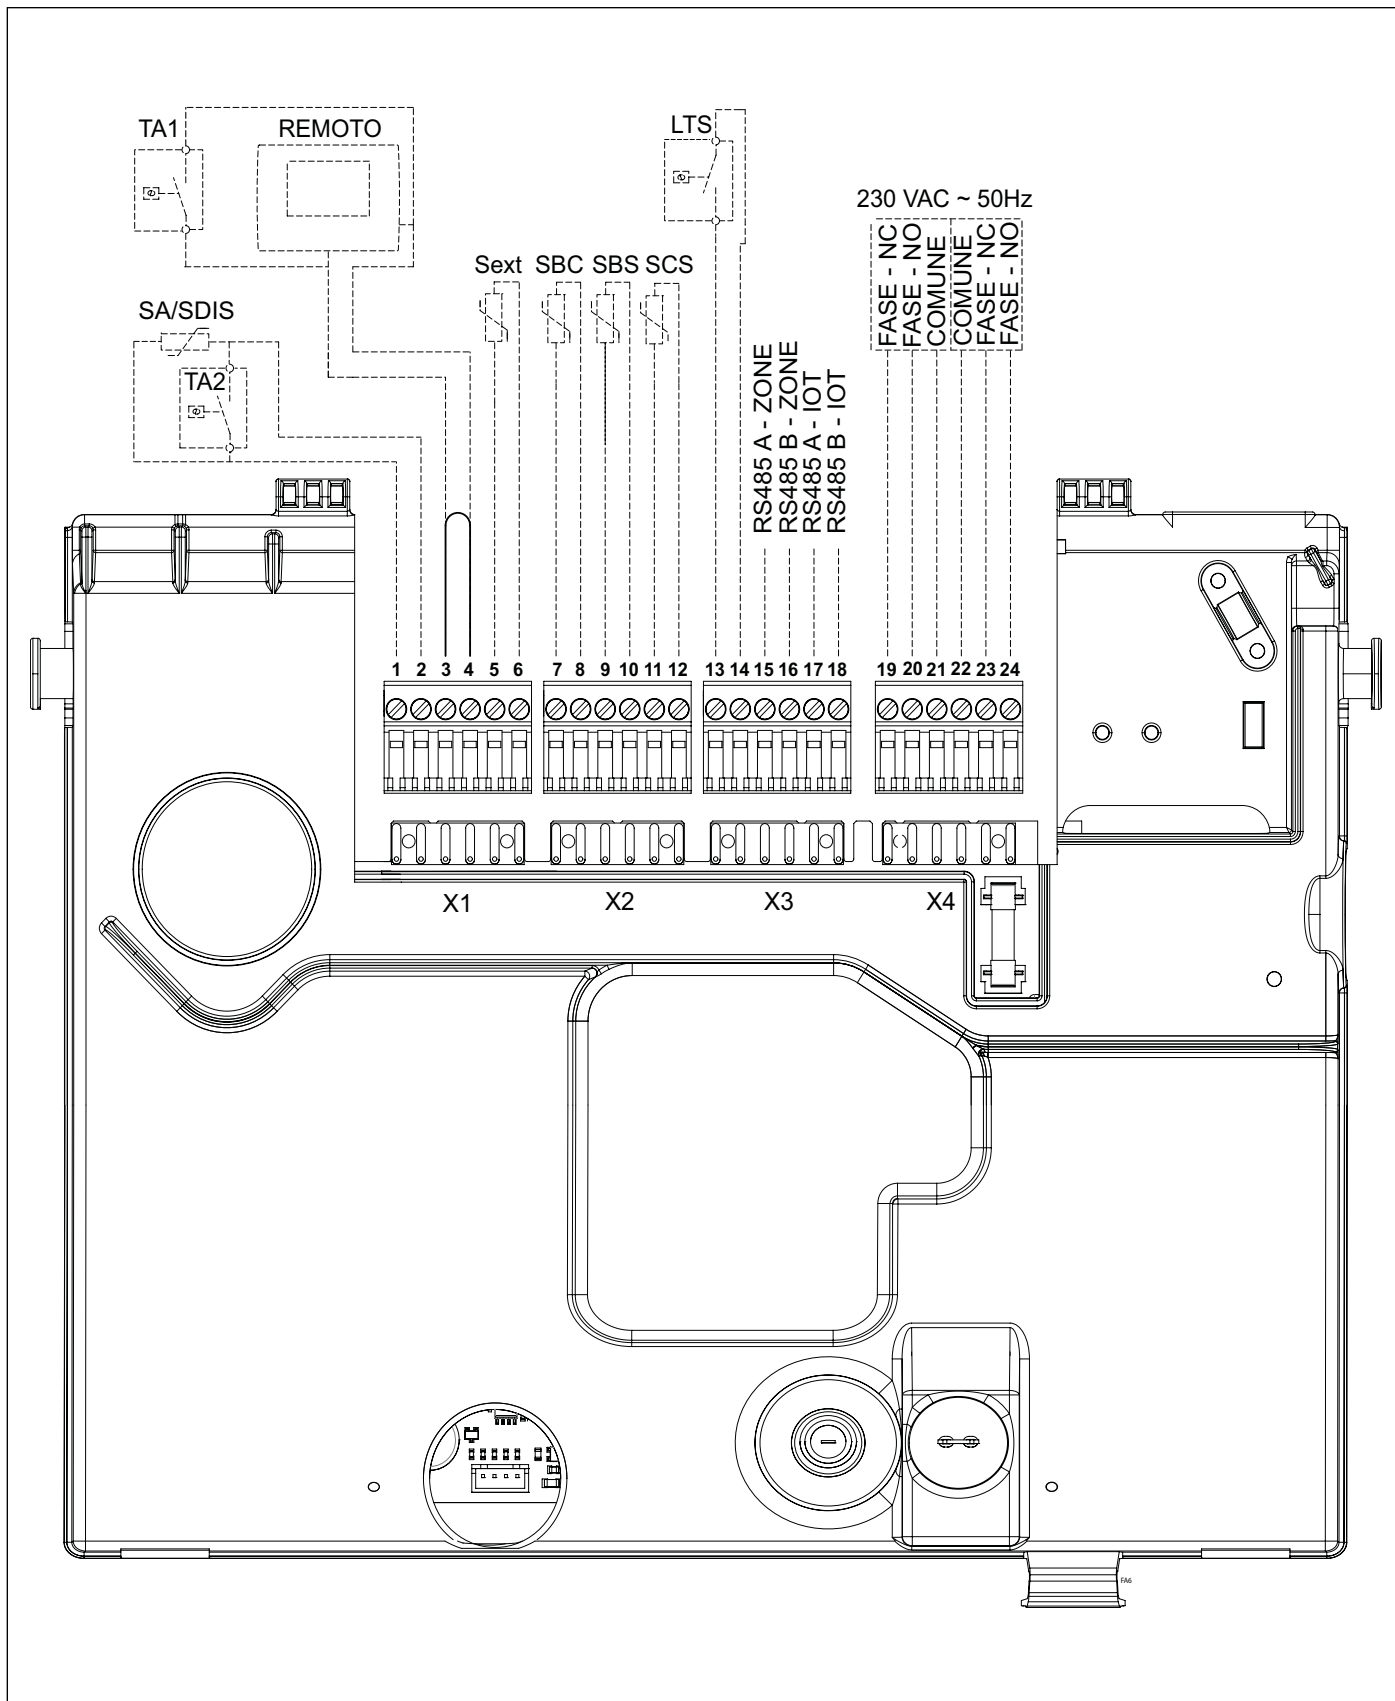 TA1
REMOTO
LTS
230 VAC ~ 50Hz
FASE - NC
FASE - NO
COMUNE
COMUNE
FASE - NC
FASE - NO
Sext
SBC
SBS
SCS
SA/SDIS
TA2
RS485 A - ZONE
RS485 B - ZONE
RS485 A - IOT
RS485 B - IOT
1 2 3 4 5 6 7 8 9 10 11 12 13 14 15 16 17 18 19 20 21 22 23 24
X1
X2
X3
X4
FA6